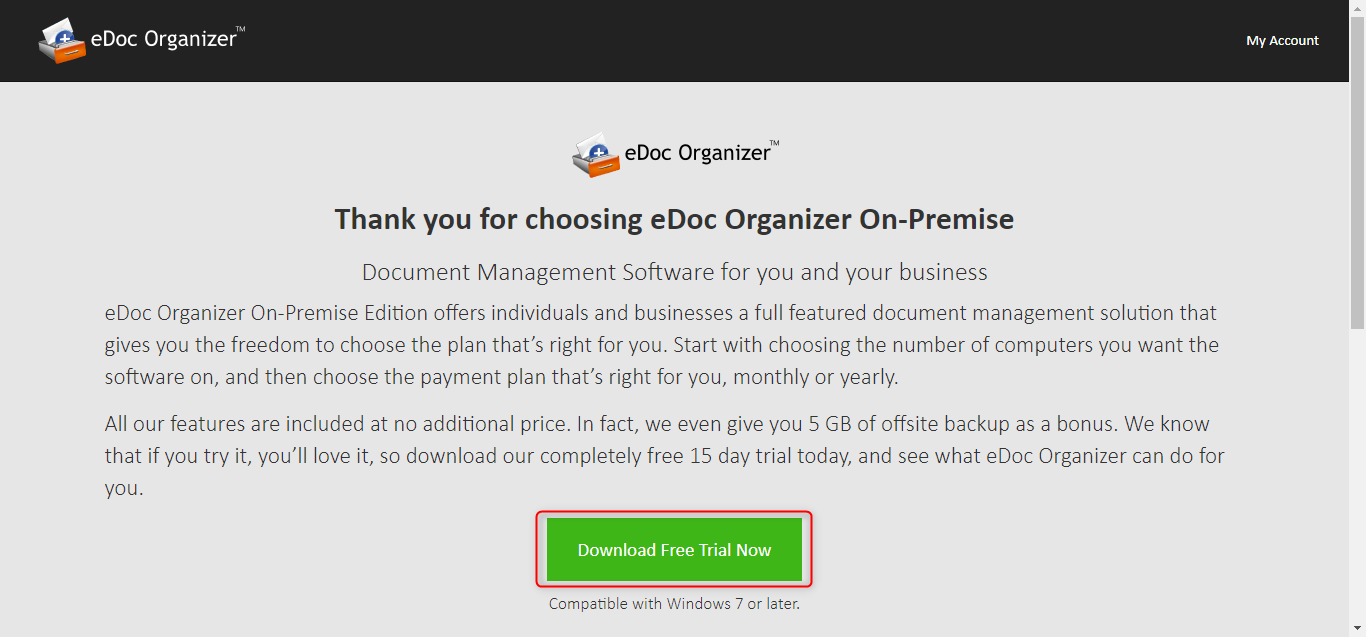 eDoc Organizer™
My Account
eDoc Organizer™
Thank you for choosing eDoc Organizer On-Premise
Document Management Software for you and your business
eDoc Organizer On-Premise Edition offers individuals and businesses a full featured document management solution that
gives you the freedom to choose the plan that’s right for you. Start with choosing the number of computers you want the
software on, and then choose the payment plan that’s right for you, monthly or yearly.
All our features are included at no additional price. In fact, we even give you 5 GB of offsite backup as a bonus. We know
that if you try it, you’ll love it, so download our completely free 15 day trial today, and see what eDoc Organizer can do for
you.
Download Free Trial Now
Compatible with Windows 7 or later.